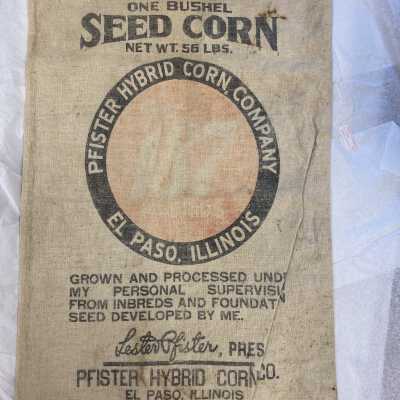 ONE BUSHEL
SEED CORN
NET WT. 56 LBS.
PFISTER HYBRID CORN COMPANY
EL PASO, ILLINOIS
GROWN AND PROCESSED UND
MY PERSONAL SUPERVISION
FROM INBREDS AND FOUNDAT
SEED DEVELOPED BY ME.
Lester Pfister, PRES
PFISTER HYBRID CORN CO.
EL PASO, ILLINOIS